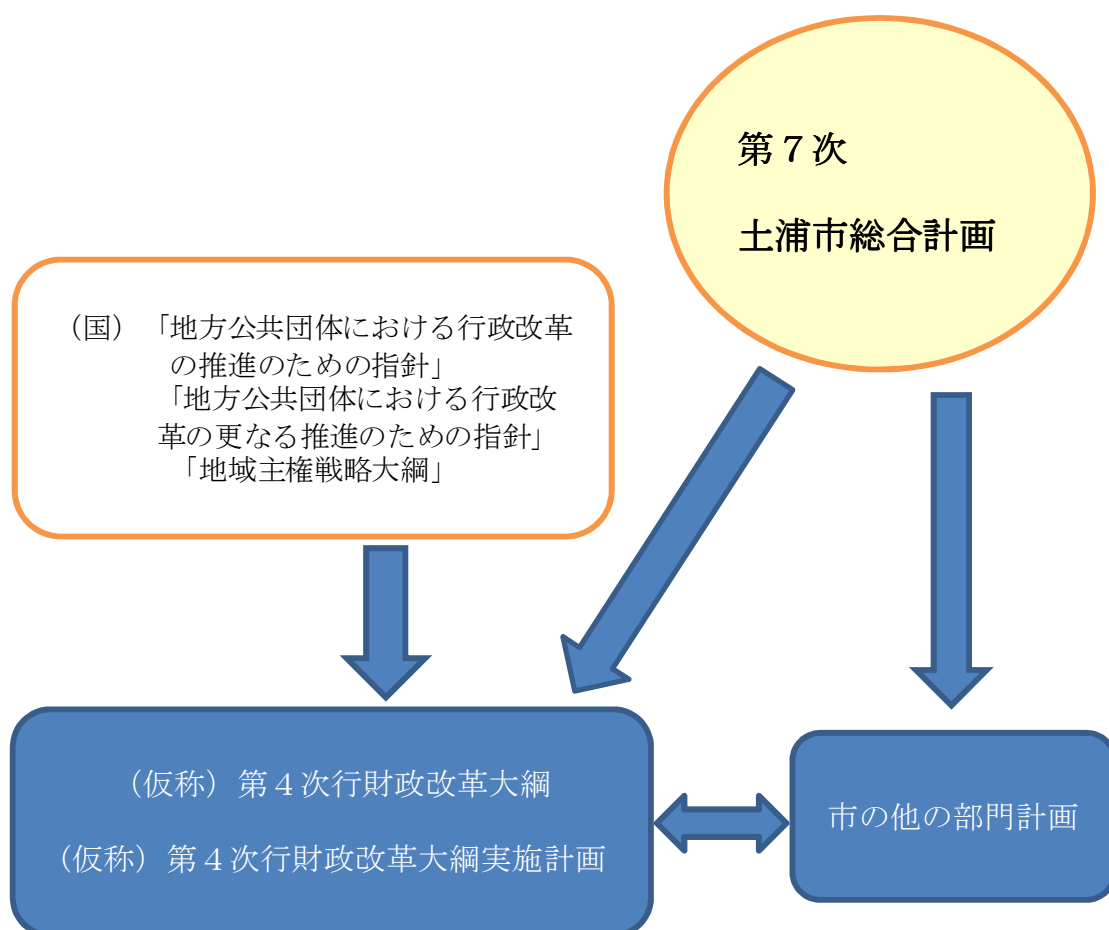 第７次
土浦市総合計画
（国）「地方公共団体における行政改革
の推進のための指針」
「地方公共団体における行政改
革の更なる推進のための指針」
「地域主権戦略大綱」
（仮称）第４次行財政改革大綱
（仮称）第４次行財政改革大綱実施計画
市の他の部門計画